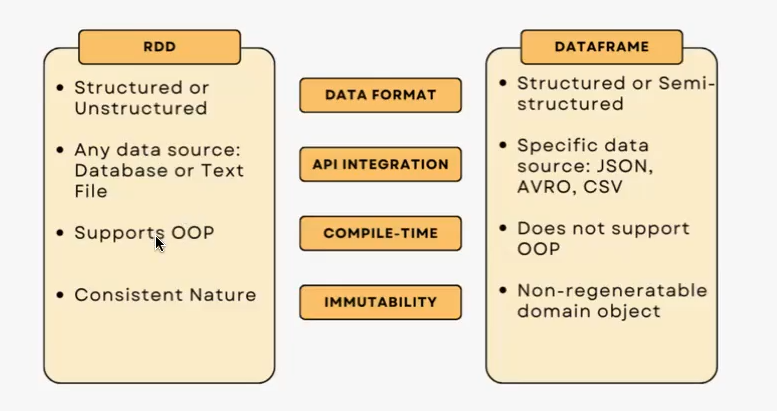 RDD
Structured or
Unstructured
Any data source:
Database or Text
File
Supports OOP
Consistent Nature
DATA FORMAT
API INTEGRATION
COMPILE-TIME
IMMUTABILITY
DATAFRAME
Structured or Semi-
structured
Specific data
source: JSON,
AVRO, CSV
Does not support
OOP
Non-regeneratable
domain object